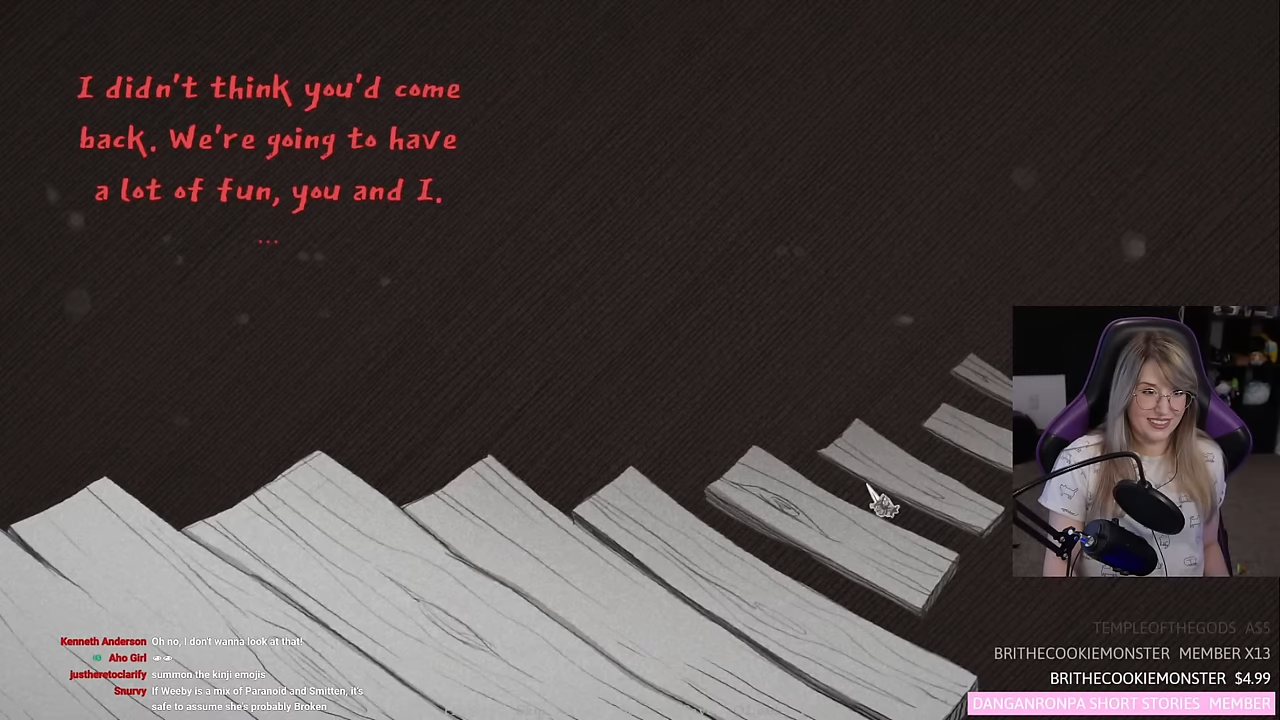 I didn't think you'd come
back. We're going to have
a lot of fun, you and I.
...
Kenneth Anderson Oh no, I don't wanna look at that!
Aho Girl 👀
justheretoclarify summon the kinji emojis
Snurvy If Weeby is a mix of Paranoid and Smitten, it's
safe to assume she's probably Broken
TEMPLEOFTHEGODS A$5
BRITHECOOKIEMONSTER MEMBER X13
BRITHECOOKIEMONSTER $4.99
DANGANRONPA SHORT STORIES MEMBER